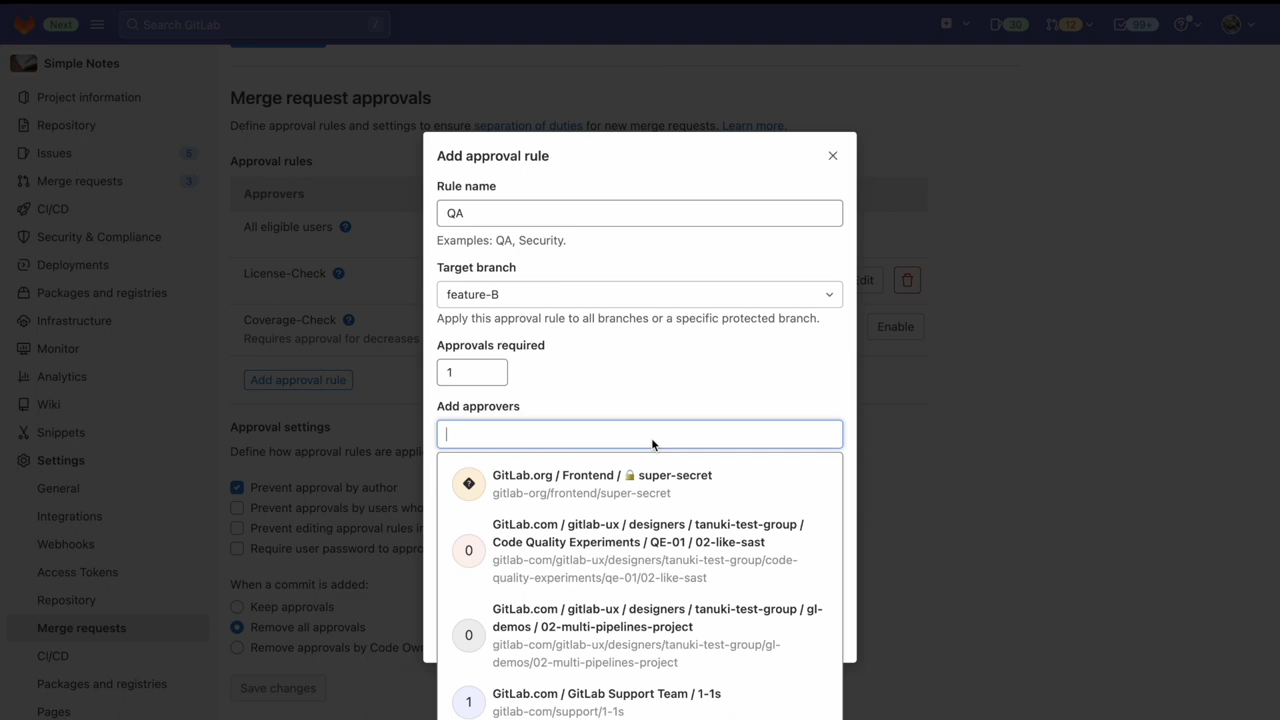 Next
Search GitLab
/
30
12
99+
Simple Notes
Project information
Repository
Issues
5
Merge requests
3
CI/CD
Security & Compliance
Deployments
Packages and registries
Infrastructure
Monitor
Analytics
Wiki
Snippets
Settings
General
Integrations
Webhooks
Access Tokens
Repository
Merge requests
CI/CD
Packages and registries
Pages
Merge request approvals
Define approval rules and settings to ensure separation of duties for new merge requests. Learn more.
Approval rules
Approvers
All eligible users
License-Check
Edit
Coverage-Check
Requires approval for decreases
Enable
Add approval rule
Approval settings
Define how approval rules are
Prevent approval by author
Prevent approvals by users
Prevent editing approval rules
Require user password to
When a commit is added:
Keep approvals
Remove all approvals
Remove approvals by Code
Save changes
Add approval rule
Rule name
QA
Examples: QA, Security.
Target branch
feature-B
Apply this approval rule to all branches or a specific protected branch.
Approvals required
1
Add approvers
GitLab.org / Frontend / 🔒 super-secret
gitlab-org/frontend/super-secret
0
GitLab.com / gitlab-ux / designers / tanuki-test-group /
Code Quality Experiments / QE-01 / 02-like-sast
gitlab-com/gitlab-ux/designers/tanuki-test-group/code-
quality-experiments/qe-01/02-like-sast
0
GitLab.com / gitlab-ux / designers / tanuki-test-group / gl-
demos / 02-multi-pipelines-project
gitlab-com/gitlab-ux/designers/tanuki-test-group/gl-
demos/02-multi-pipelines-project
1
GitLab.com / GitLab Support Team / 1-1s
gitlab-com/support/1-1s